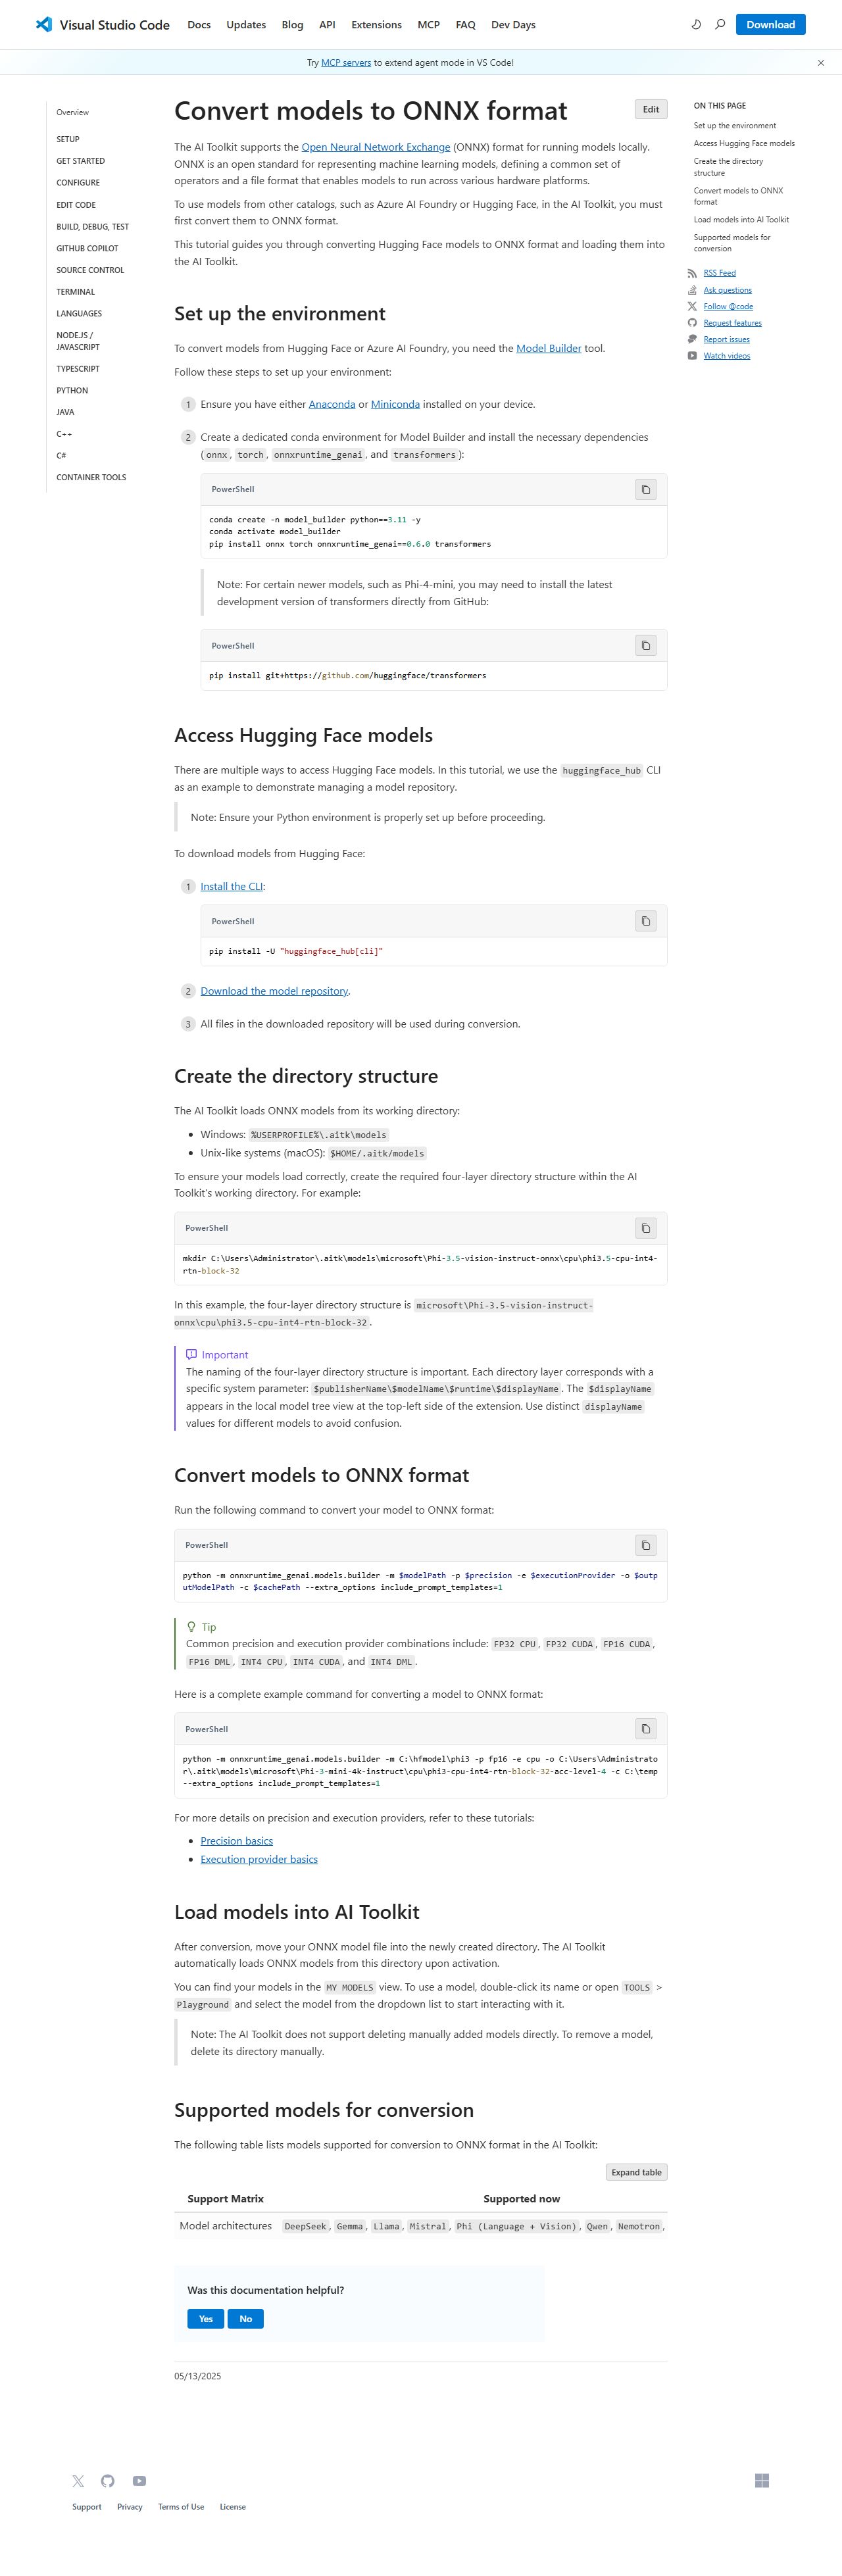 Visual Studio Code Docs Updates Blog API Extensions MCP FAQ Dev Days Download
Try MCP servers to extend agent mode in VS Code!
Overview
SETUP
GET STARTED
CONFIGURE
EDIT CODE
BUILD, DEBUG, TEST
GITHUB COPILOT
SOURCE CONTROL
TERMINAL
LANGUAGES
NODE.JS /
JAVASCRIPT
TYPESCRIPT
PYTHON
JAVA
C++
C#
CONTAINER TOOLS
Convert models to ONNX format
Edit
The AI Toolkit supports the Open Neural Network Exchange (ONNX) format for running models locally.
ONNX is an open standard for representing machine learning models, defining a common set of
operators and a file format that enables models to run across various hardware platforms.
To use models from other catalogs, such as Azure AI Foundry or Hugging Face, in the AI Toolkit, you must
first convert them to ONNX format.
This tutorial guides you through converting Hugging Face models to ONNX format and loading them into
the AI Toolkit.
Set up the environment
To convert models from Hugging Face or Azure AI Foundry, you need the Model Builder tool.
Follow these steps to set up your environment:
1 Ensure you have either Anaconda or Miniconda installed on your device.
2 Create a dedicated conda environment for Model Builder and install the necessary dependencies
(onnx, torch, onnxruntime_genai, and transformers):
PowerShell
conda create -n model_builder python==3.11 -y
conda activate model_builder
pip install onnx torch onnxruntime_genai==0.6.0 transformers
Note: For certain newer models, such as Phi-4-mini, you may need to install the latest
development version of transformers directly from GitHub:
PowerShell
pip install git+https://github.com/huggingface/transformers
Access Hugging Face models
There are multiple ways to access Hugging Face models. In this tutorial, we use the huggingface_hub CLI
as an example to demonstrate managing a model repository.
Note: Ensure your Python environment is properly set up before proceeding.
To download models from Hugging Face:
1 Install the CLI:
PowerShell
pip install -U "huggingface_hub[cli]"
2 Download the model repository.
3 All files in the downloaded repository will be used during conversion.
Create the directory structure
The AI Toolkit loads ONNX models from its working directory:
• Windows: %USERPROFILE%\.aitk\models
• Unix-like systems (macOS): $HOME/.aitk/models
To ensure your models load correctly, create the required four-layer directory structure within the AI
Toolkit's working directory. For example:
PowerShell
mkdir C:\Users\Administrator\.aitk\models\microsoft\Phi-3.5-vision-instruct-onnx\cpu\phi3.5-cpu-int4-
rtn-block-32
In this example, the four-layer directory structure is microsoft\Phi-3.5-vision-instruct-
onnx\cpu\phi3.5-cpu-int4-rtn-block-32.
Important
The naming of the four-layer directory structure is important. Each directory layer corresponds with a
specific system parameter: $publisherName\$modelName\$runtime\$displayName. The $displayName
appears in the local model tree view at the top-left side of the extension. Use distinct displayName
values for different models to avoid confusion.
Convert models to ONNX format
Run the following command to convert your model to ONNX format:
PowerShell
python -m onnxruntime_genai.models.builder -m $modelPath -p $precision -e $executionProvider -o $outp
utModelPath -c $cachePath --extra_options include_prompt_templates=1
Tip
Common precision and execution provider combinations include: FP32 CPU, FP32 CUDA, FP16 CUDA,
FP16 DML, INT4 CPU, INT4 CUDA, and INT4 DML.
Here is a complete example command for converting a model to ONNX format:
PowerShell
python -m onnxruntime_genai.models.builder -m C:\hfmodel\phi3 -p fp16 -e cpu -o C:\Users\Administrato
r\.aitk\models\microsoft\Phi-3-mini-4k-instruct\cpu\phi3-cpu-int4-rtn-block-32-acc-level-4 -c C:\temp
--extra_options include_prompt_templates=1
For more details on precision and execution providers, refer to these tutorials:
• Precision basics
• Execution provider basics
Load models into AI Toolkit
After conversion, move your ONNX model file into the newly created directory. The AI Toolkit
automatically loads ONNX models from this directory upon activation.
You can find your models in the MY MODELS view. To use a model, double-click its name or open TOOLS >
Playground and select the model from the dropdown list to start interacting with it.
Note: The AI Toolkit does not support deleting manually added models directly. To remove a model,
delete its directory manually.
Supported models for conversion
The following table lists models supported for conversion to ONNX format in the AI Toolkit:
Expand table
Support Matrix Supported now
Model architectures DeepSeek, Gemma, Llama, Mistral, Phi (Language + Vision), Qwen, Nemotron,
Was this documentation helpful?
Yes No
05/13/2025
ON THIS PAGE
Set up the environment
Access Hugging Face models
Create the directory
structure
Convert models to ONNX
format
Load models into AI Toolkit
Supported models for
conversion
RSS Feed
Ask questions
Follow @code
Request features
Report issues
Watch videos
Support Privacy Terms of Use License